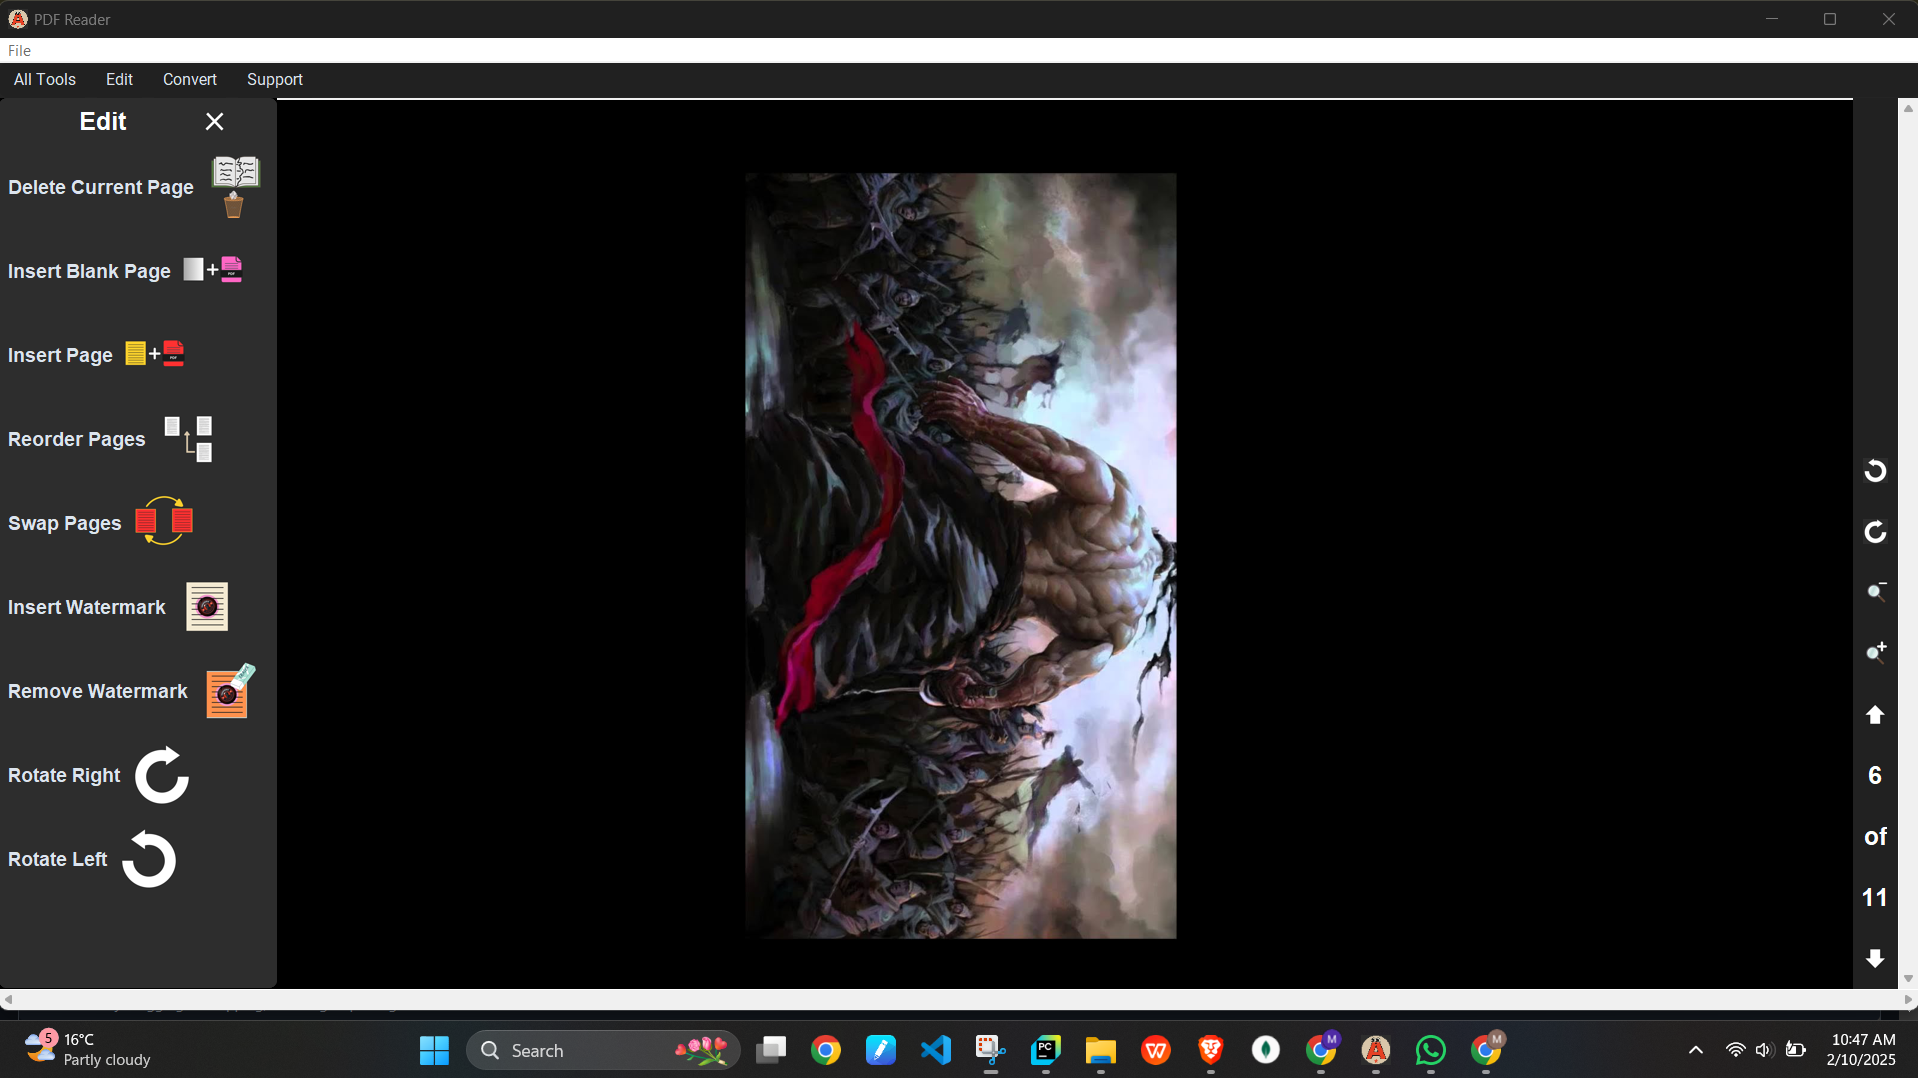 PDF Reader
File
All Tools Edit Convert Support
Edit
Delete Current Page
Insert Blank Page
Insert Page
Reorder Pages
Swap Pages
Insert Watermark
Remove Watermark
Rotate Right
Rotate Left
6
of
11
5
16°C
Partly cloudy
Search
PC
M
M
10:47 AM
2/10/2025